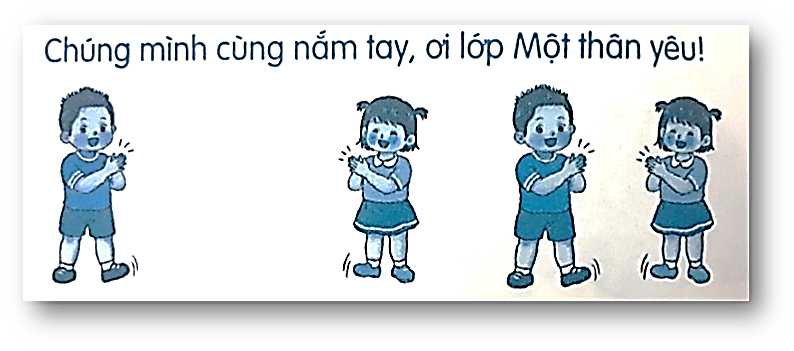 Chúng mình cùng nắm tay, ơi lớp Một thân yêu!